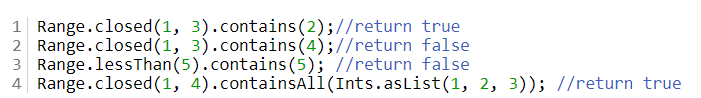 1 Range.closed(1, 3).contains(2);//return true
2 Range.closed(1, 3).contains(4);//return false
3 Range.lessThan(5).contains(5); //return false
4 Range.closed(1, 4).containsAll(Ints.asList(1, 2, 3)); //return true